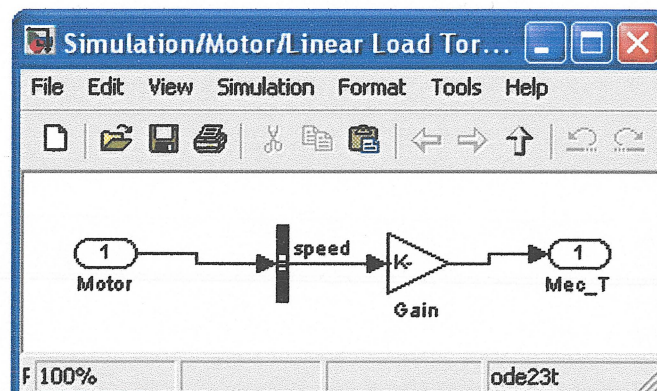 Simulation/Motor/Linear Load Tor...
File Edit View Simulation Format Tools Help
1
Motor
speed
K-
Gain
1
Mec_T
F 100%
ode23t